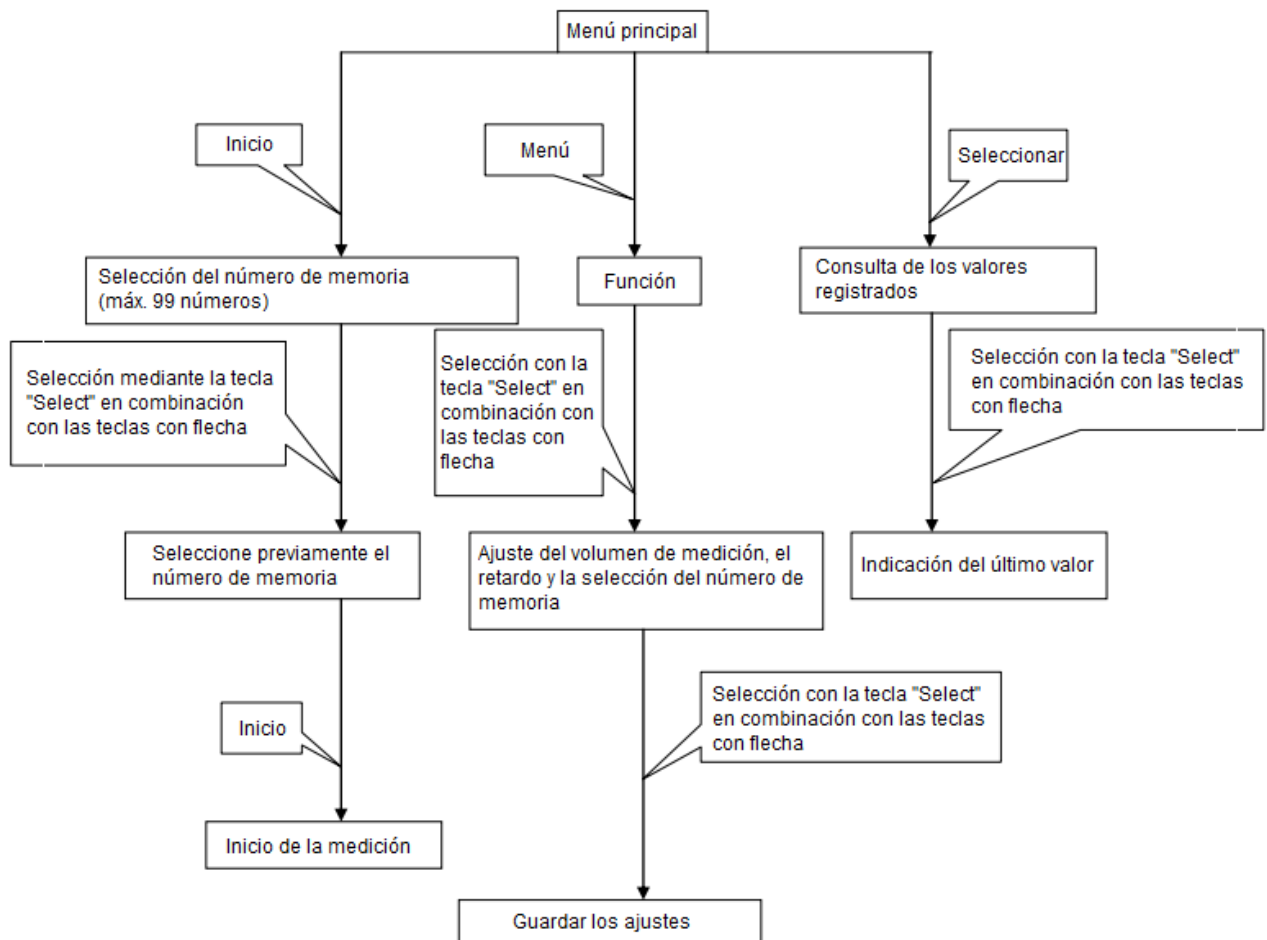 Menú principal
Inicio
Menú
Seleccionar
Selección del número de memoria
(máx. 99 números)
Función
Consulta de los valores
registrados
Selección mediante la tecla
"Select" en combinación
con las teclas con flecha
Selección con la
tecla "Select" en
combinación con
las teclas con
flecha
Selección con la tecla "Select"
en combinación con las teclas
con flecha
Seleccione previamente el
número de memoria
Ajuste del volumen de medición, el
retardo y la selección del número de
memoria
Indicación del último valor
Inicio
Selección con la tecla "Select"
en combinación con las teclas
con flecha
Inicio de la medición
Guardar los ajustes